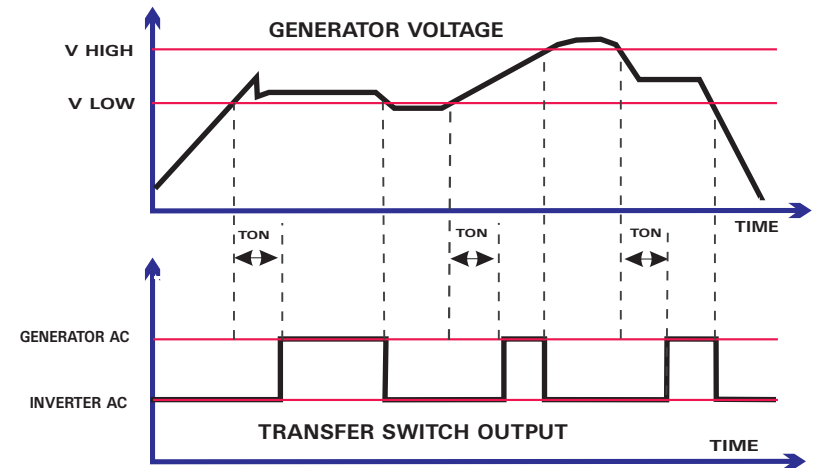 GENERATOR VOLTAGE
V HIGH
V LOW
TIME
TON
TON
TON
GENERATOR AC
INVERTER AC
TRANSFER SWITCH OUTPUT
TIME